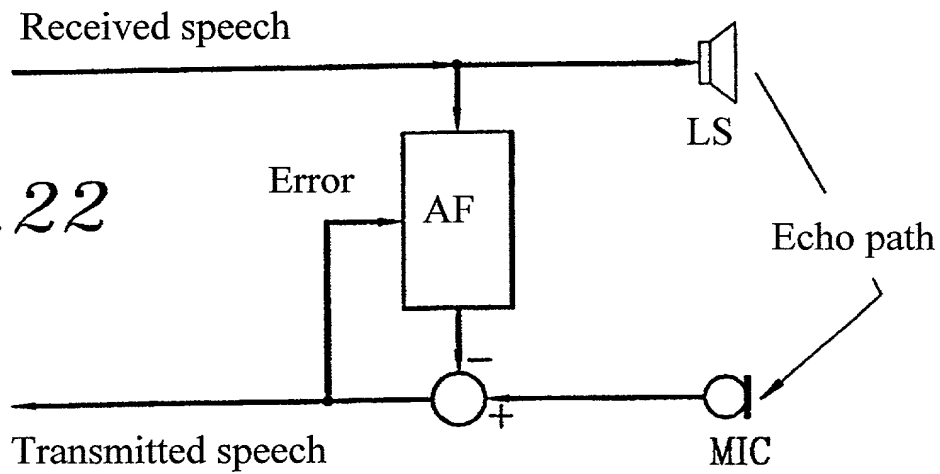 Received speech
LS
Error
AF
.22
Echo path
−
+
Transmitted speech
MIC